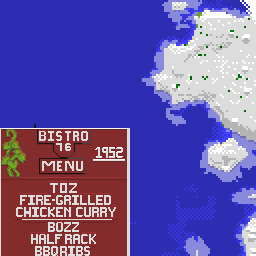 BISTRO
76
MENU
1952
TOZ
FIRE-GRILLED
CHICKEN CURRY
BOZZ
HALF RACK
BBQRIBS